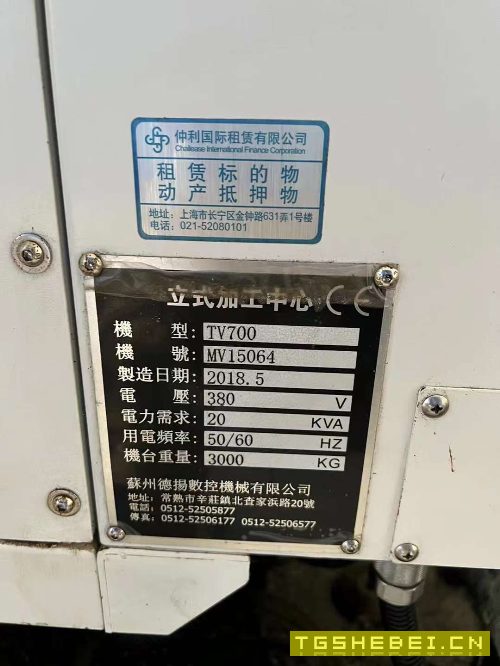 仲利国际租赁有限公司
Chailease International Finance Corporation
租赁标的物
动产抵押物
地址：上海市长宁区金钟路631弄1号楼
电话：021-52080101
立式加工中心 CE
機 型：TV700
機 號：MV15064
製造日期：2018.5
電 壓：380 V
電力需求：20 KVA
用電頻率：50/60 HZ
機台重量：3000 KG
蘇州德揚數控機械有限公司
地址：常熟市辛莊鎮北查家浜路20號
電話：0512-52505877
傳真：0512-52506177 0512-52506577
TGSHEBEI.CN